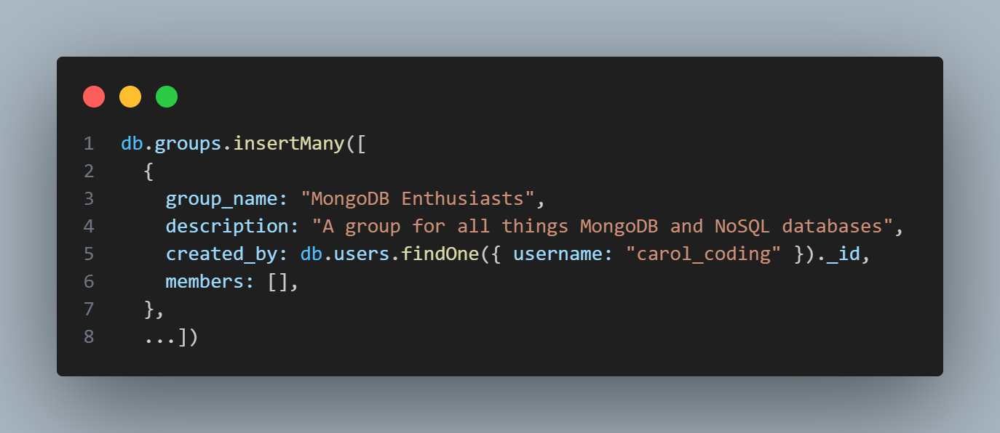 1 db.groups.insertMany([
2   {
3     group_name: "MongoDB Enthusiasts",
4     description: "A group for all things MongoDB and NoSQL databases",
5     created_by: db.users.findOne({ username: "carol_coding" })._id,
6     members: [],
7   },
8   ...])